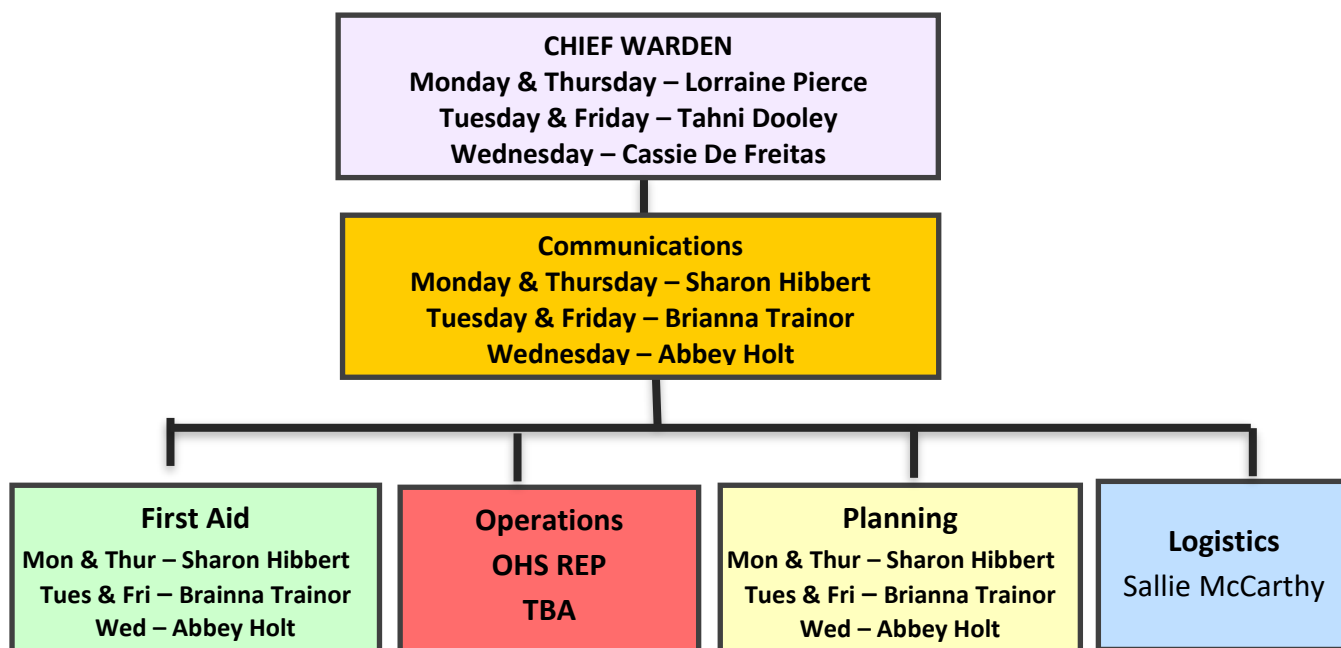 CHIEF WARDEN
Monday & Thursday – Lorraine Pierce
Tuesday & Friday – Tahni Dooley
Wednesday – Cassie De Freitas
Communications
Monday & Thursday – Sharon Hibbert
Tuesday & Friday – Brianna Trainor
Wednesday – Abbey Holt
First Aid
Mon & Thur – Sharon Hibbert
Tues & Fri – Brainna Trainor
Wed – Abbey Holt
Operations
OHS REP
TBA
Planning
Mon & Thur – Sharon Hibbert
Tues & Fri – Brianna Trainor
Wed – Abbey Holt
Logistics
Sallie McCarthy